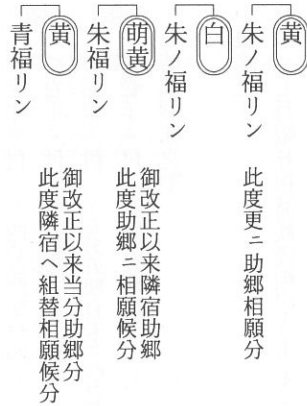 黄
朱ノ福リン
此度更ニ助郷相願分
白
朱ノ福リン
萌黄
朱福リン
御改正以来隣宿助郷
此度助郷ニ相願候分
黄
青福リン
御改正以来当分助郷分
此度隣宿へ組替相願候分